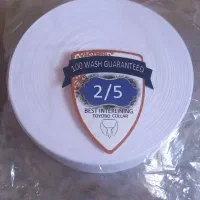 100 WASH GUARANTEED
2/5
BEST INTERLINING
TOYOBO COLLAR